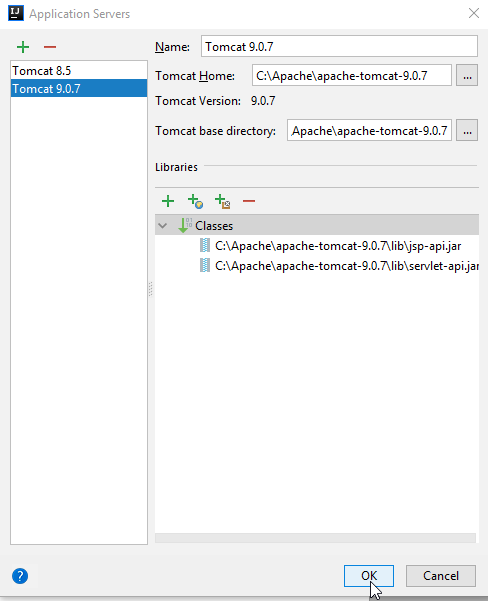 Application Servers
Name: Tomcat 9.0.7
Tomcat 8.5
Tomcat 9.0.7
Tomcat Home: C:\Apache\apache-tomcat-9.0.7 ...
Tomcat Version: 9.0.7
Tomcat base directory: Apache\apache-tomcat-9.0.7 ...
Libraries
Classes
C:\Apache\apache-tomcat-9.0.7\lib\jsp-api.jar
C:\Apache\apache-tomcat-9.0.7\lib\servlet-api.jar
? OK Cancel